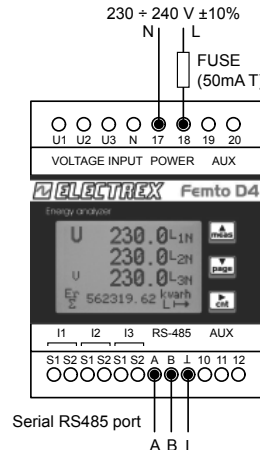 230 ÷ 240 V ±10%
N L
FUSE
(50mA T)
U1 U2 U3 N 17 18 19 20
VOLTAGE INPUT POWER AUX
ELECTREX Femto D4
Energy analyzer
U 230.0 L1N
230.0 L2N
U 230.0 L3N
Er Σ 562319.62 kvarh L
meas
page
cnt
I1 I2 I3 RS-485 AUX
S1 S2 S1 S2 S1 S2 A B ⊥ 10 11 12
Serial RS485 port
A B ⊥